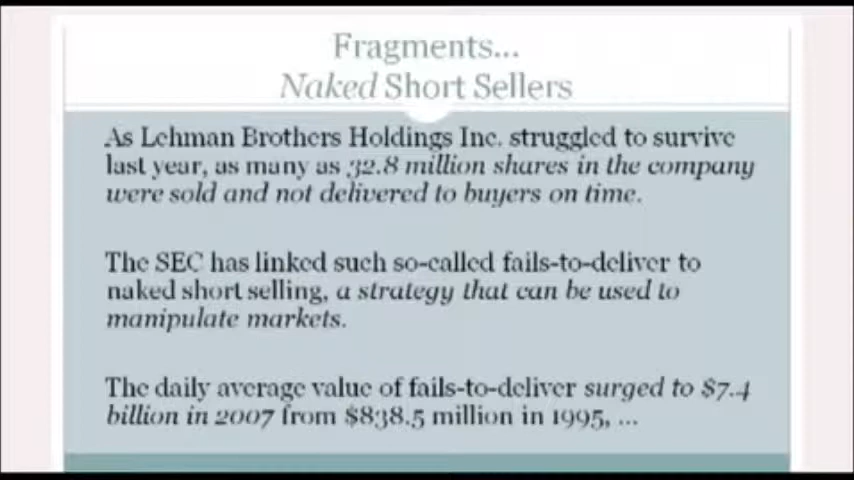 Fragments...
Naked Short Sellers
As Lehman Brothers Holdings Inc. struggled to survive
last year, as many as 32.8 million shares in the company
were sold and not delivered to buyers on time.
The SEC has linked such so-called fails-to-deliver to
naked short selling, a strategy that can be used to
manipulate markets.
The daily average value of fails-to-deliver surged to $7.4
billion in 2007 from $838.5 million in 1995, ...